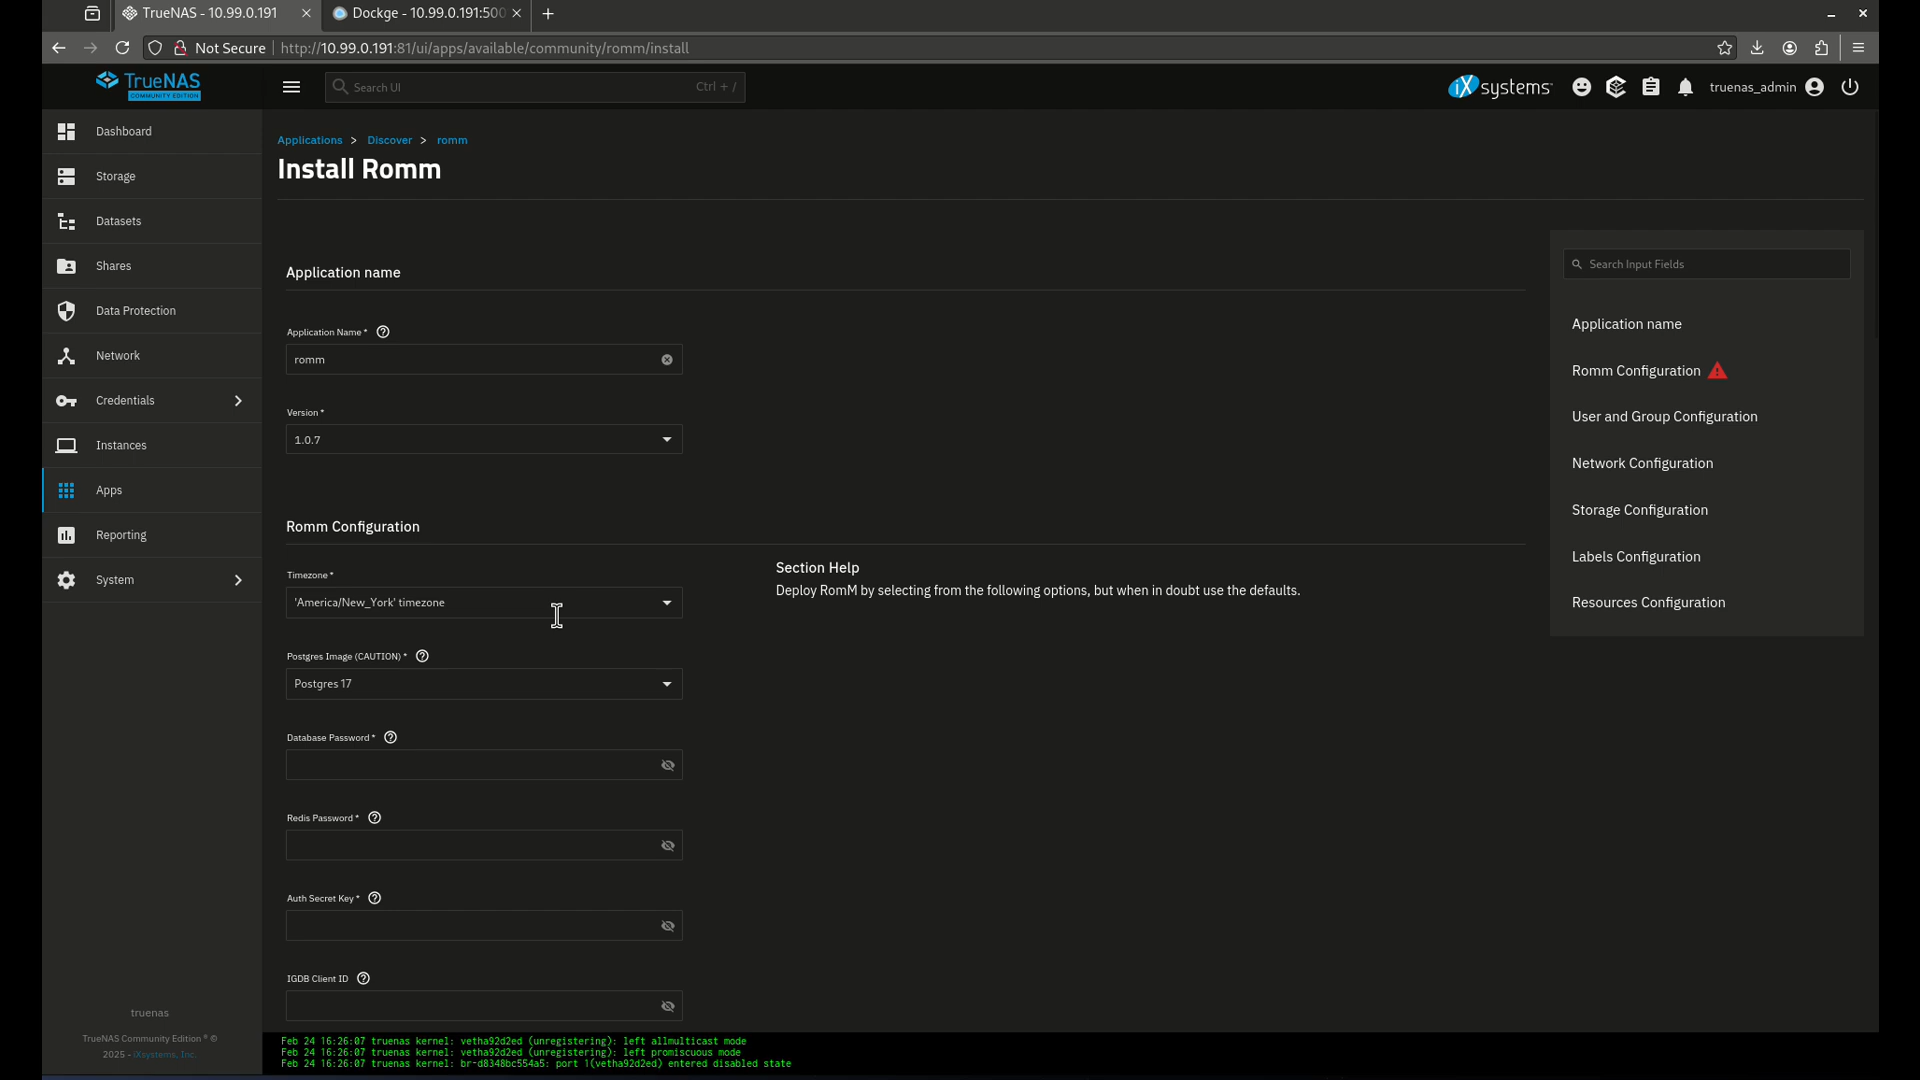 TrueNAS - 10.99.0.191
Dockge - 10.99.0.191:500
Not Secure
http://10.99.0.191:81/ui/apps/available/community/romm/install
TrueNAS
COMMUNITY EDITION
Search UI
Ctrl + /
iXsystems
truenas_admin
Dashboard
Storage
Datasets
Shares
Data Protection
Network
Credentials
Instances
Apps
Reporting
System
truenas
TrueNAS Community Edition ® ©
2025 - iXsystems, Inc.
Applications > Discover > romm
Install Romm
Application name
Application Name *
romm
Version *
1.0.7
Romm Configuration
Timezone *
'America/New_York' timezone
Postgres Image (CAUTION) *
Postgres 17
Database Password *
Redis Password *
Auth Secret Key *
IGDB Client ID
Section Help
Deploy RomM by selecting from the following options, but when in doubt use the defaults.
Search Input Fields
Application name
Romm Configuration
User and Group Configuration
Network Configuration
Storage Configuration
Labels Configuration
Resources Configuration
Feb 24 16:26:07 truenas kernel: vetha92d2ed (unregistering): left allmulticast mode
Feb 24 16:26:07 truenas kernel: vetha92d2ed (unregistering): left promiscuous mode
Feb 24 16:26:07 truenas kernel: br-d8348bc554a5: port 1(vetha92d2ed) entered disabled state